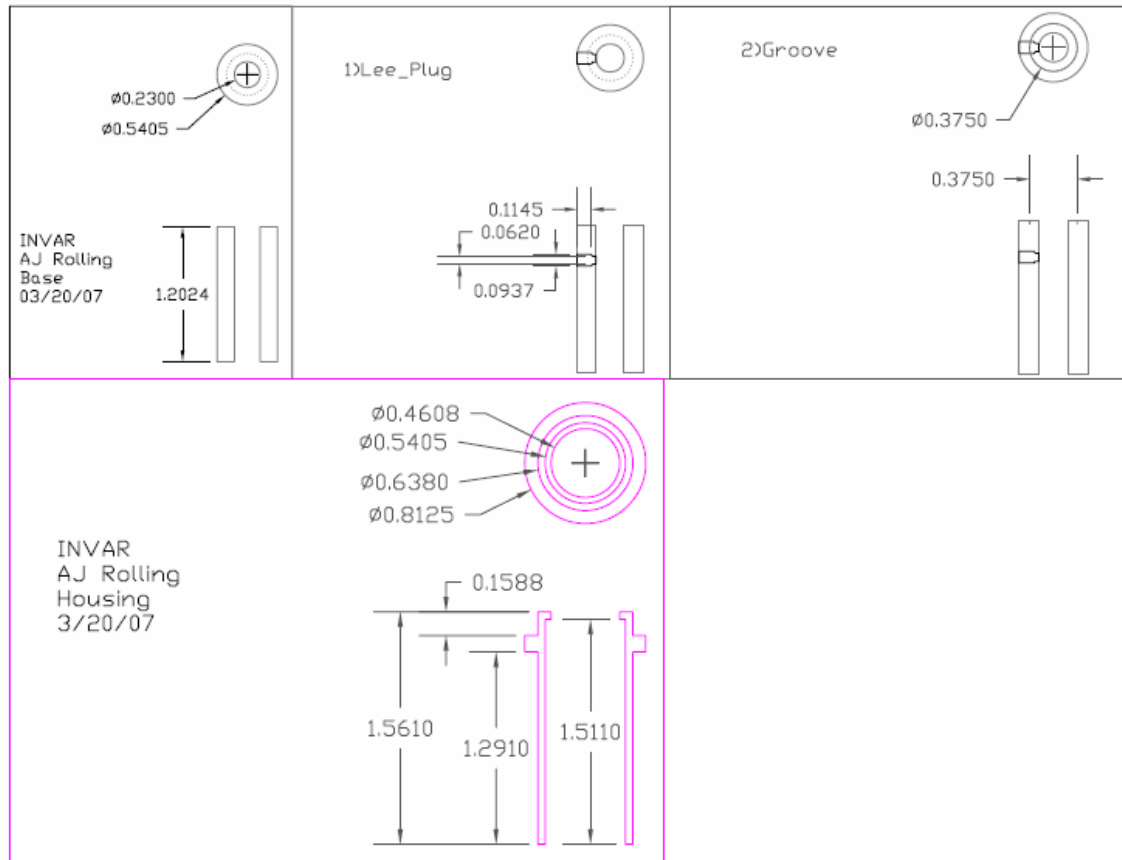 ø0.2300
ø0.5405
INVAR
AJ Rolling
Base
03/20/07
1.2024
1)Lee_Plug
0.1145
0.0620
0.0937
2)Groove
ø0.3750
0.3750
ø0.4608
ø0.5405
ø0.6380
ø0.8125
INVAR
AJ Rolling
Housing
3/20/07
0.1588
1.5610
1.2910
1.5110